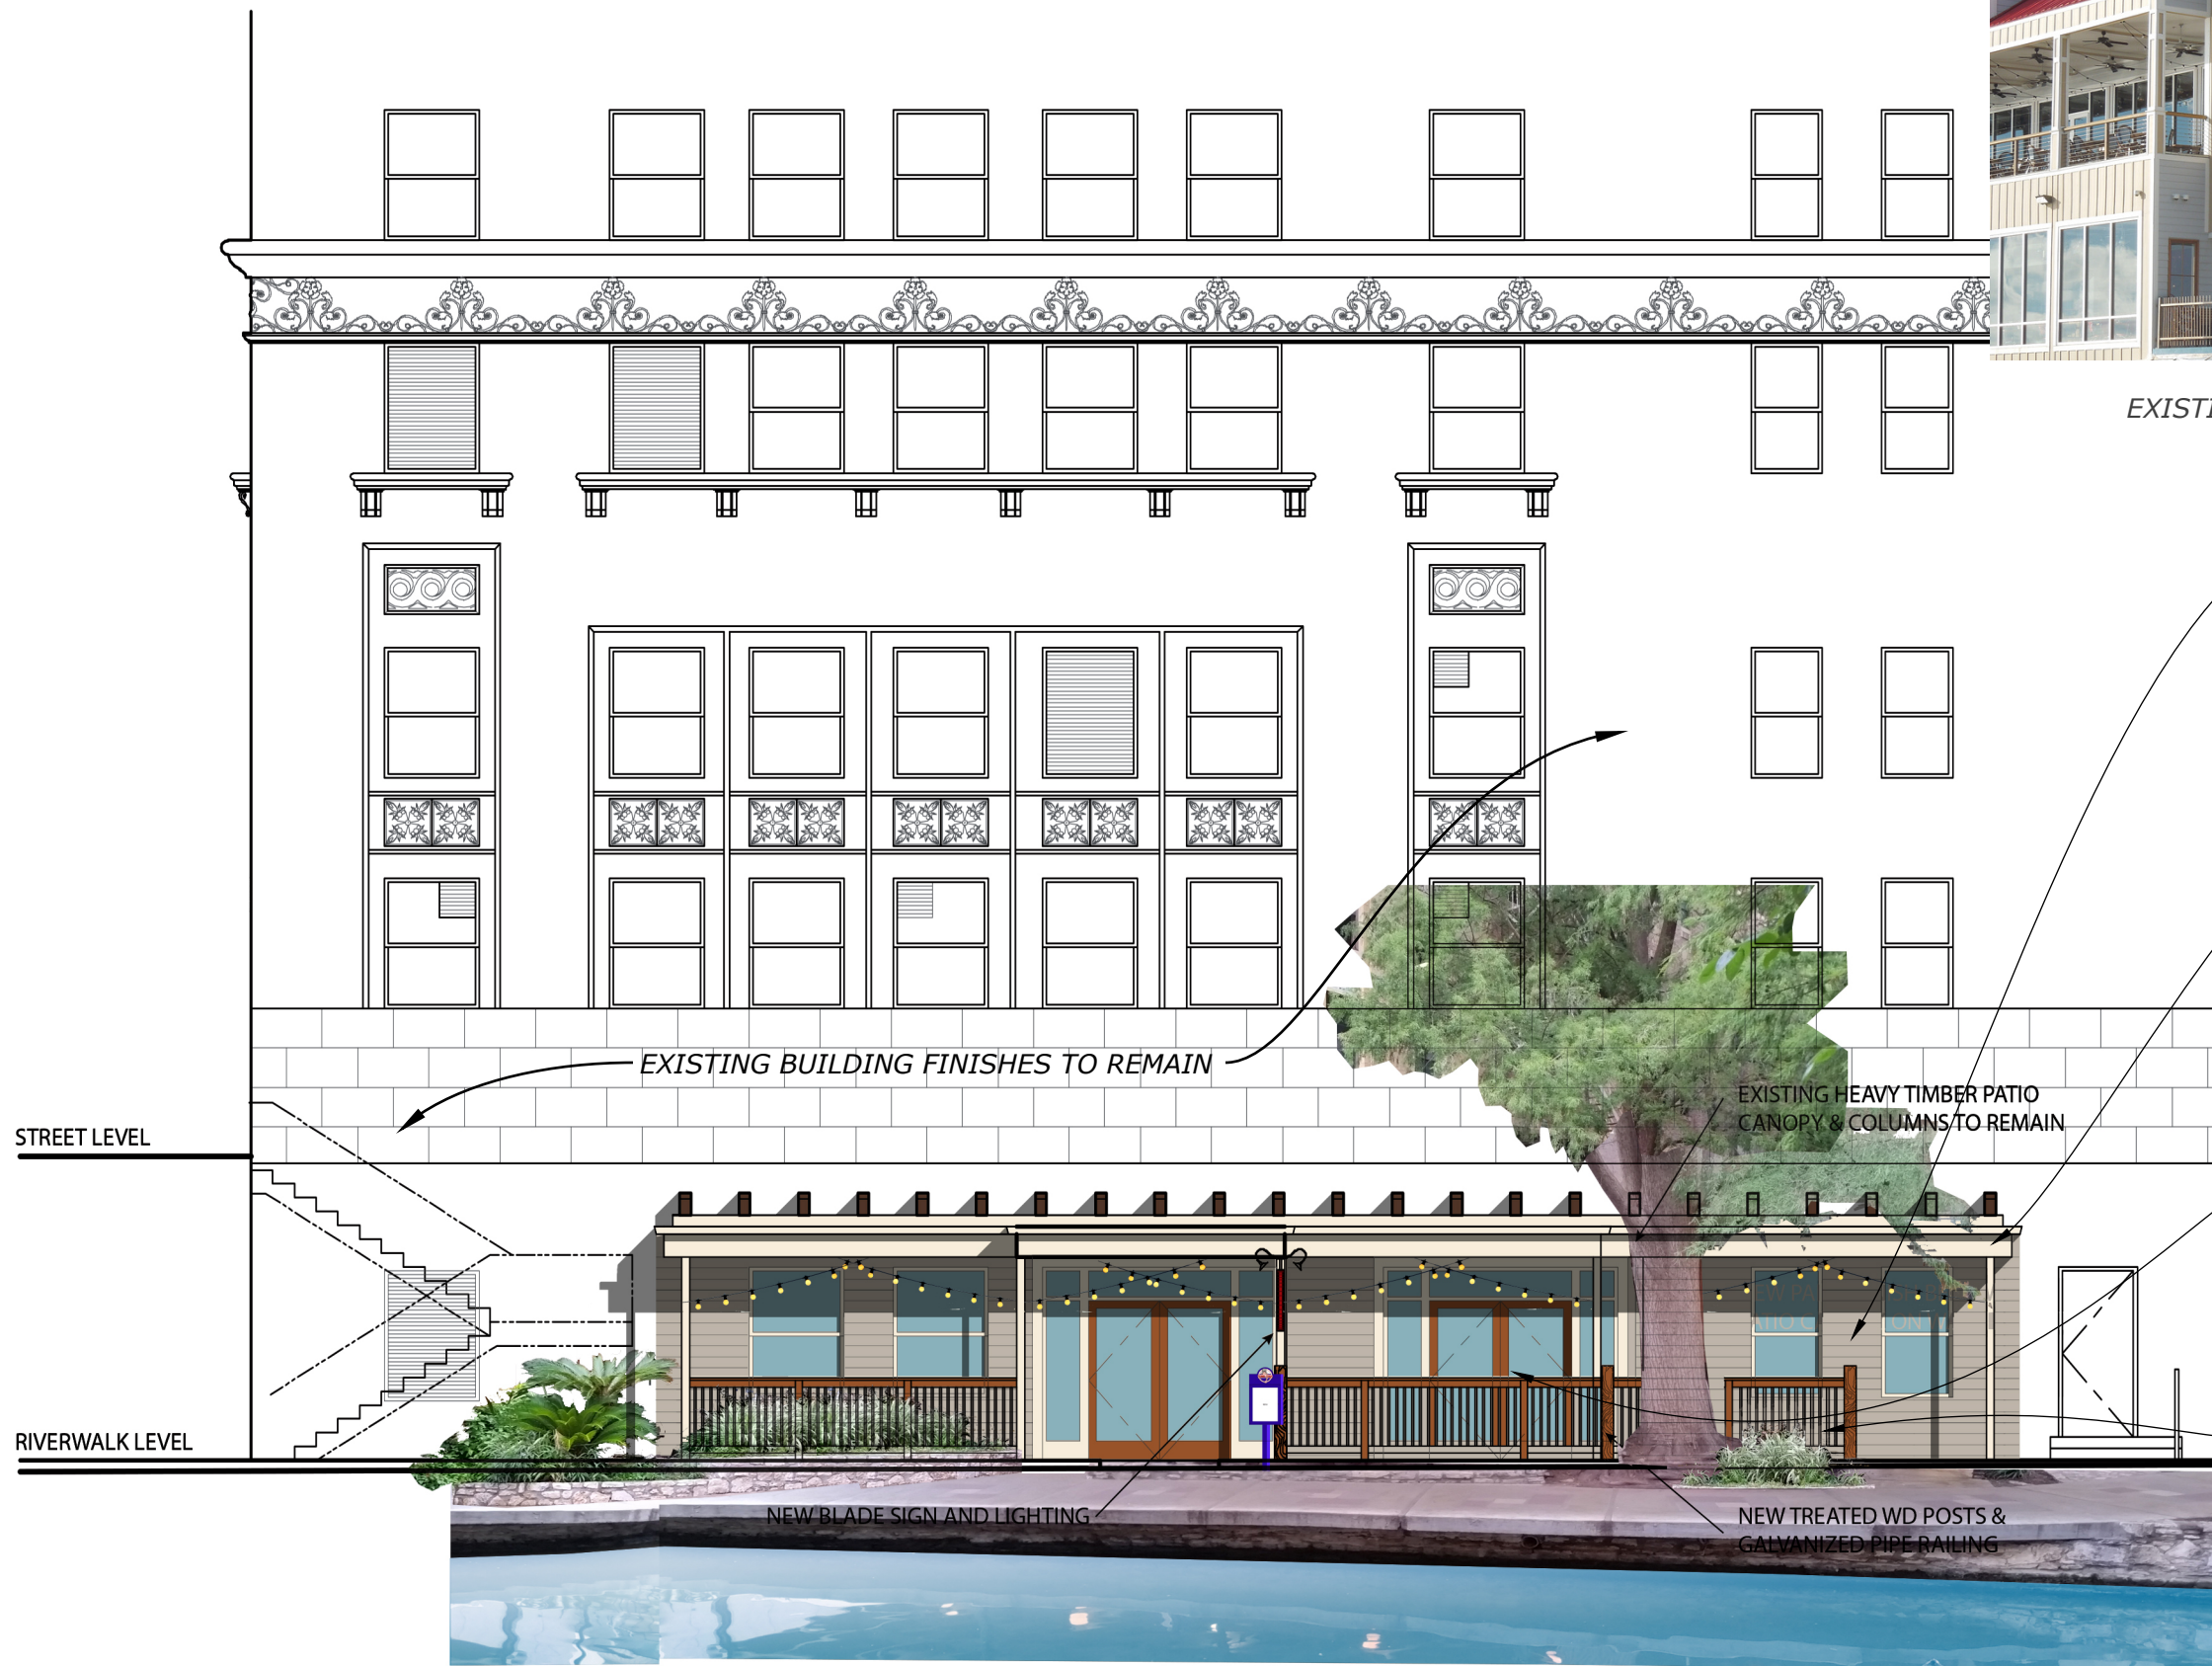 EXISTI
EXISTING BUILDING FINISHES TO REMAIN
EXISTING HEAVY TIMBER PATIO
CANOPY & COLUMNS TO REMAIN
STREET LEVEL
RIVERWALK LEVEL
NEW BLADE SIGN AND LIGHTING
NEW TREATED WD POSTS &
GALVANIZED PIPE RAILING